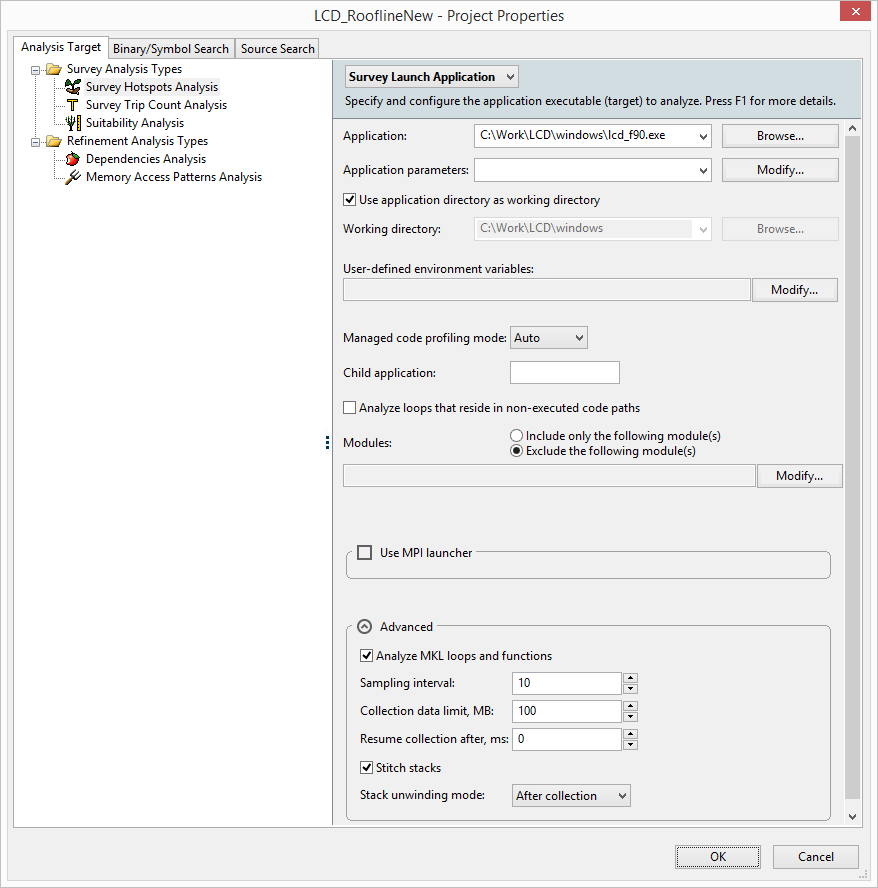 LCD_RooflineNew - Project Properties
Analysis Target
Binary/Symbol Search
Source Search
Survey Analysis Types
Survey Hotspots Analysis
Survey Trip Count Analysis
Suitability Analysis
Refinement Analysis Types
Dependencies Analysis
Memory Access Patterns Analysis
Survey Launch Application
Specify and configure the application executable (target) to analyze. Press F1 for more details.
Application: C:\Work\LCD\windows\lcd_f90.exe Browse...
Application parameters: Modify...
Use application directory as working directory
Working directory: C:\Work\LCD\windows Browse...
User-defined environment variables:
Modify...
Managed code profiling mode: Auto
Child application:
Analyze loops that reside in non-executed code paths
Modules: Include only the following module(s)
Exclude the following module(s)
Modify...
Use MPI launcher
Advanced
Analyze MKL loops and functions
Sampling interval: 10
Collection data limit, MB: 100
Resume collection after, ms: 0
Stitch stacks
Stack unwinding mode: After collection
OK Cancel